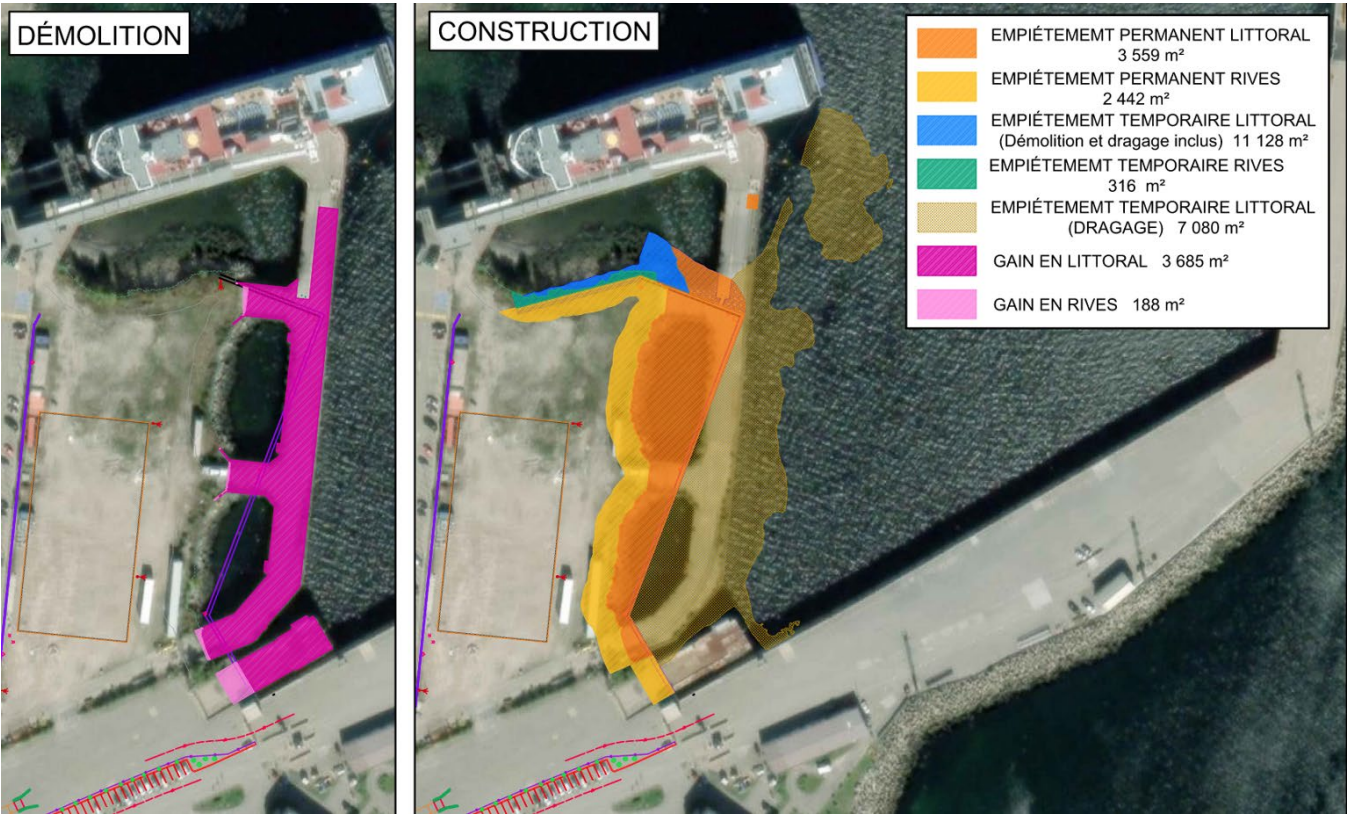 DÉMOLITION
CONSTRUCTION
EMPIÉTEMEMT PERMANENT LITTORAL
3 559 m²
EMPIÉTEMEMT PERMANENT RIVES
2 442 m²
EMPIÉTEMEMT TEMPORAIRE LITTORAL
(Démolition et dragage inclus) 11 128 m²
EMPIÉTEMEMT TEMPORAIRE RIVES
316 m²
EMPIÉTEMEMT TEMPORAIRE LITTORAL
(DRAGAGE) 7 080 m²
GAIN EN LITTORAL 3 685 m²
GAIN EN RIVES 188 m²